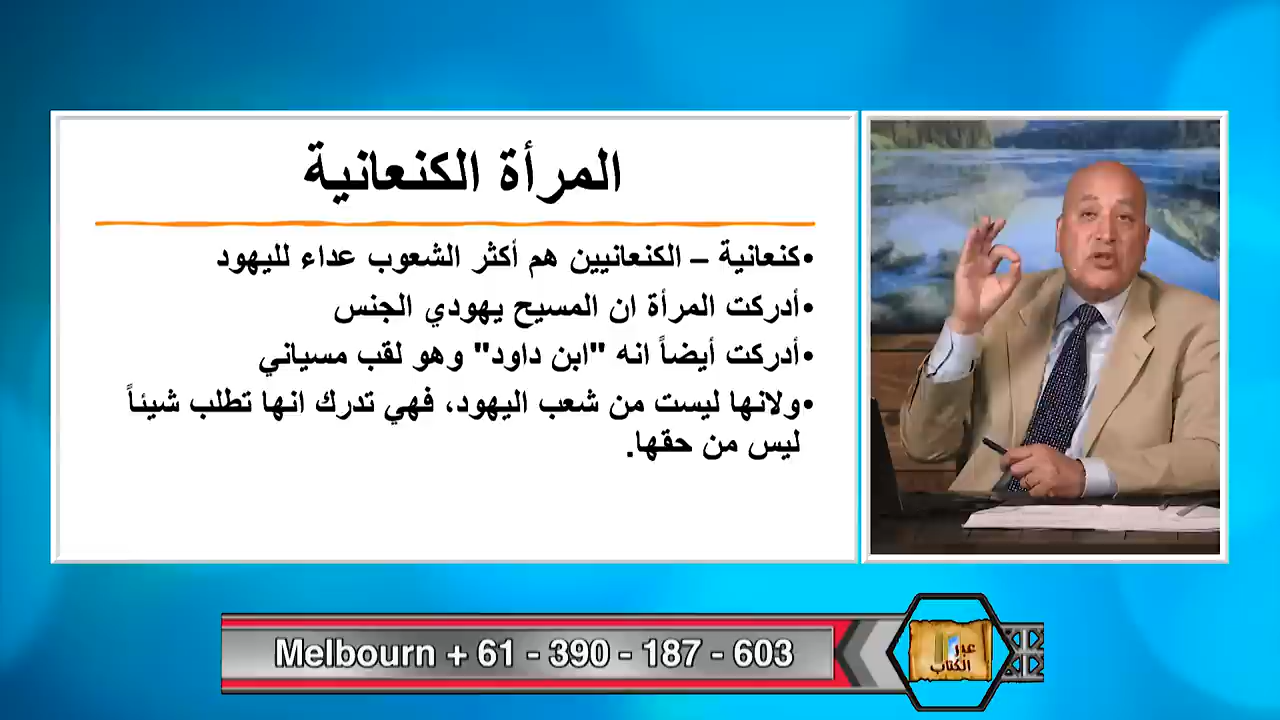 المرأة الكنعانية
•كنعانية – الكنعانيين هم أكثر الشعوب عداء لليهود
•أدركت المرأة ان المسيح يهودي الجنس
•أدركت أيضاً انه "ابن داود" وهو لقب مسياني
•ولانها ليست من شعب اليهود، فهي تدرك انها تطلب شيئاً
ليس من حقها.
Melbourn + 61 - 390 - 187 - 603
عبر
الكتاب